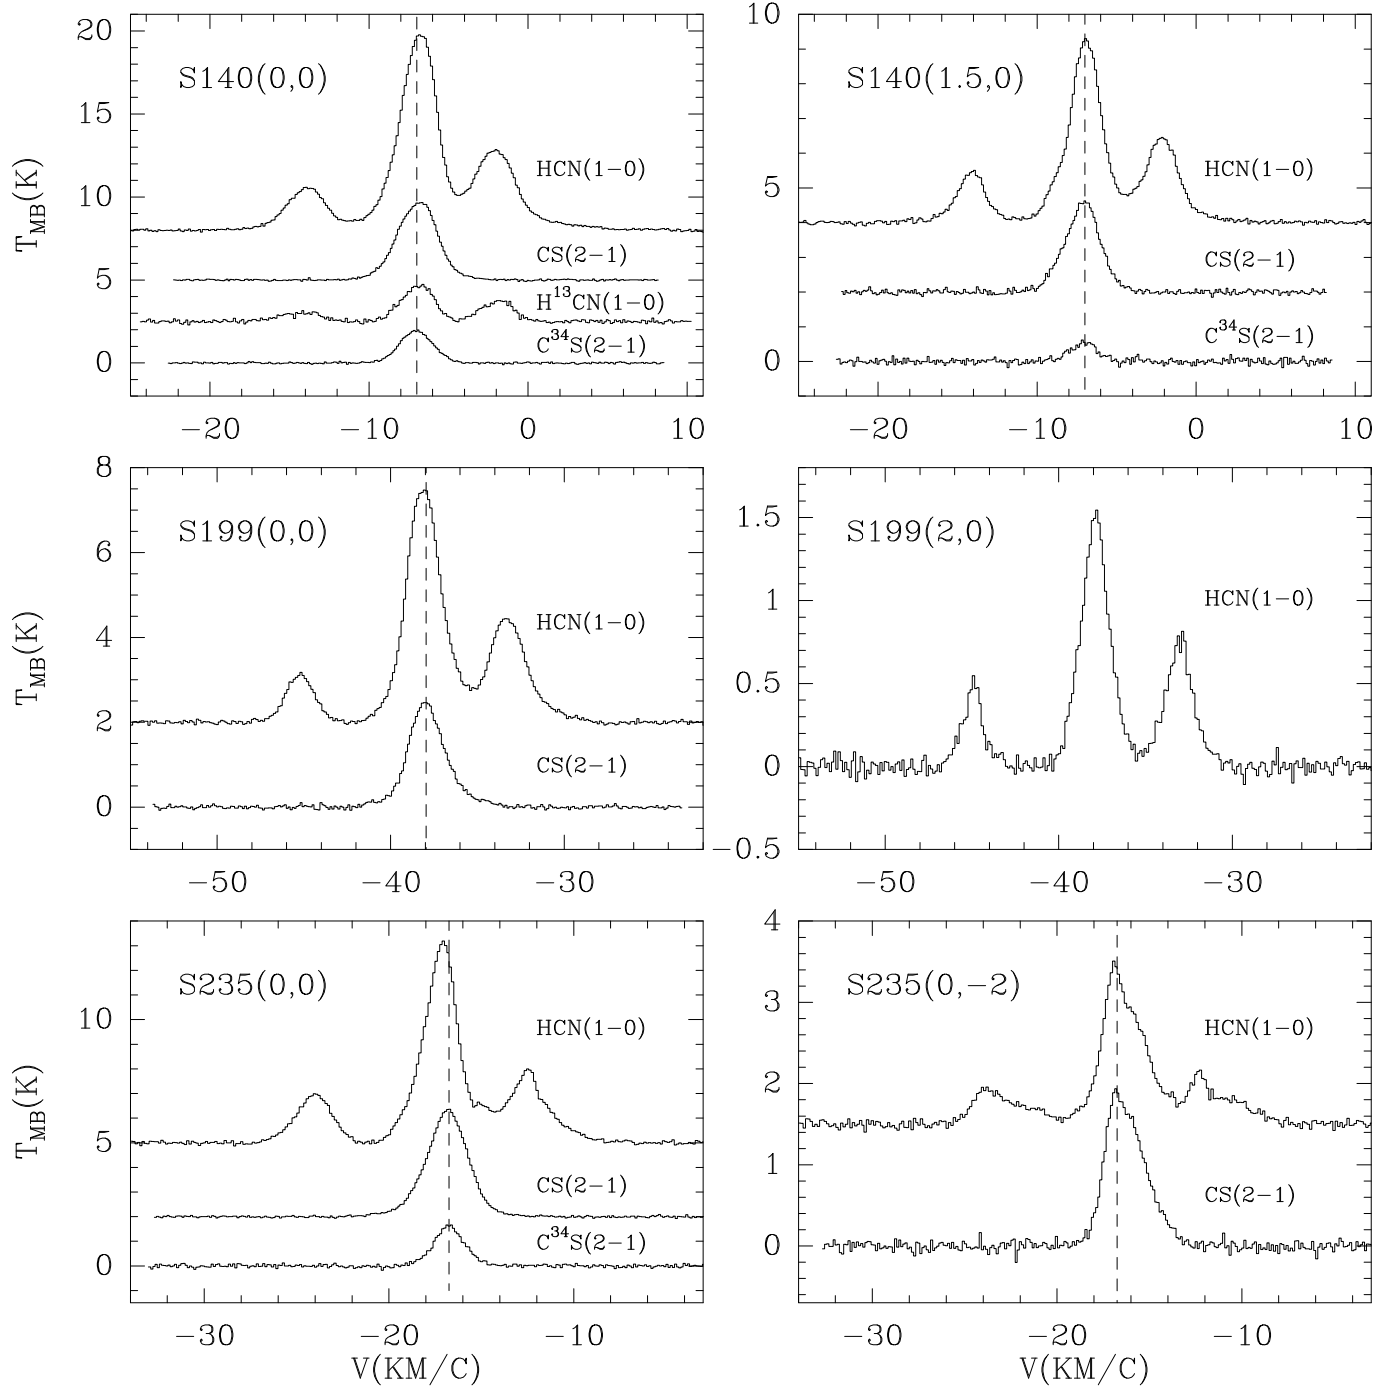 S140(0,0)
20
15
10
5
0
HCN(1−0)
CS(2−1)
H¹³CN(1−0)
C³⁴S(2−1)
T_MB(K)
−20 −10 0 10
S140(1.5,0)
10
5
0
HCN(1−0)
CS(2−1)
C³⁴S(2−1)
−20 −10 0 10
S199(0,0)
8
6
4
2
0
HCN(1−0)
CS(2−1)
T_MB(K)
−50 −40 −30
S199(2,0)
1.5
1
0.5
0
−0.5
HCN(1−0)
−50 −40 −30
S235(0,0)
10
5
0
HCN(1−0)
CS(2−1)
C³⁴S(2−1)
T_MB(K)
−30 −20 −10
V(KM/C)
S235(0,−2)
4
3
2
1
0
HCN(1−0)
CS(2−1)
−30 −20 −10
V(KM/C)